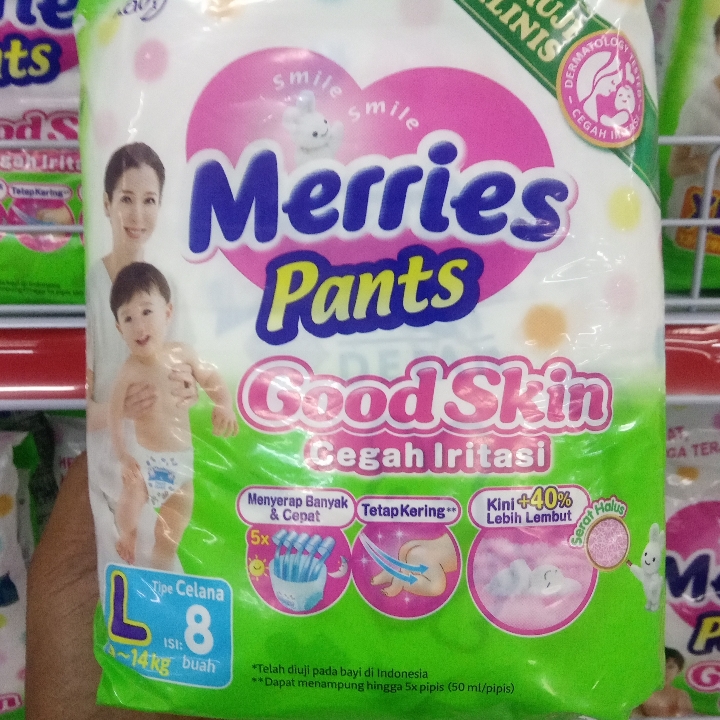 Smile Smile
DERMATOLOGY TESTED
CEGAH IRITASI
Merries
Pants
Good Skin
Cegah Iritasi
Menyerap Banyak
& Cepat
5x
Tetap Kering**
Kini +40%
Lebih Lembut
Serat Halus
L
Tipe Celana
ISI: 8
buah
~14kg
*Telah diuji pada bayi di Indonesia
**Dapat menampung hingga 5x pipis (50 ml/pipis)